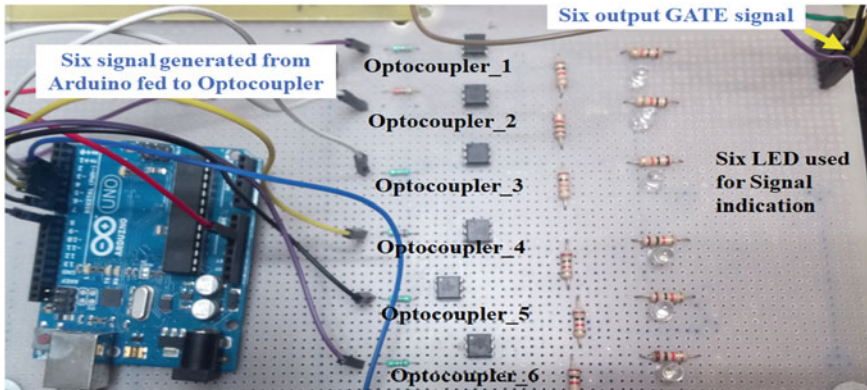 Six output GATE signal
Six signal generated from
Arduino fed to Optocoupler
Optocoupler_1
Optocoupler_2
Optocoupler_3
Optocoupler_4
Optocoupler_5
Optocoupler_6
Six LED used
for Signal
indication
UNO
ARDUINO